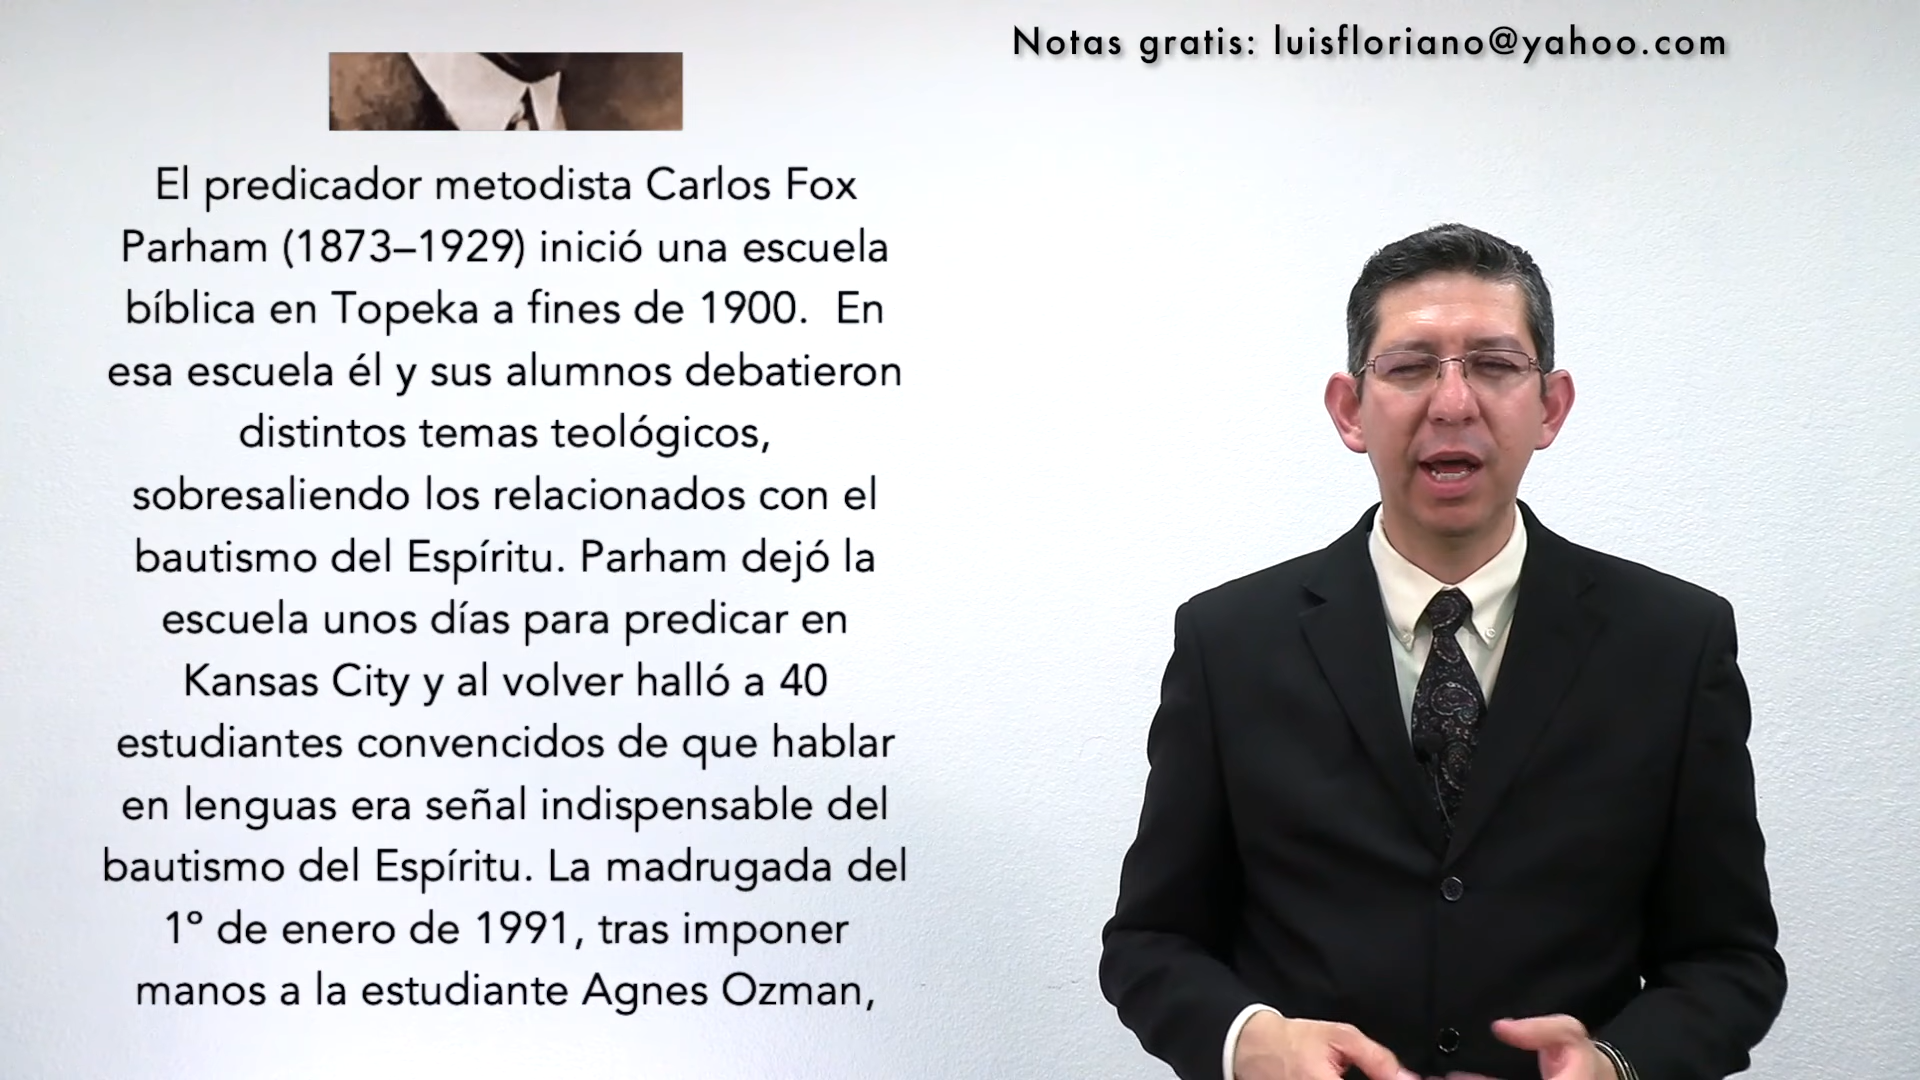 Notas gratis: luisfloriano@yahoo.com
El predicador metodista Carlos Fox
Parham (1873–1929) inició una escuela
bíblica en Topeka a fines de 1900.  En
esa escuela él y sus alumnos debatieron
distintos temas teológicos,
sobresaliendo los relacionados con el
bautismo del Espíritu. Parham dejó la
escuela unos días para predicar en
Kansas City y al volver halló a 40
estudiantes convencidos de que hablar
en lenguas era señal indispensable del
bautismo del Espíritu. La madrugada del
1º de enero de 1991, tras imponer
manos a la estudiante Agnes Ozman,